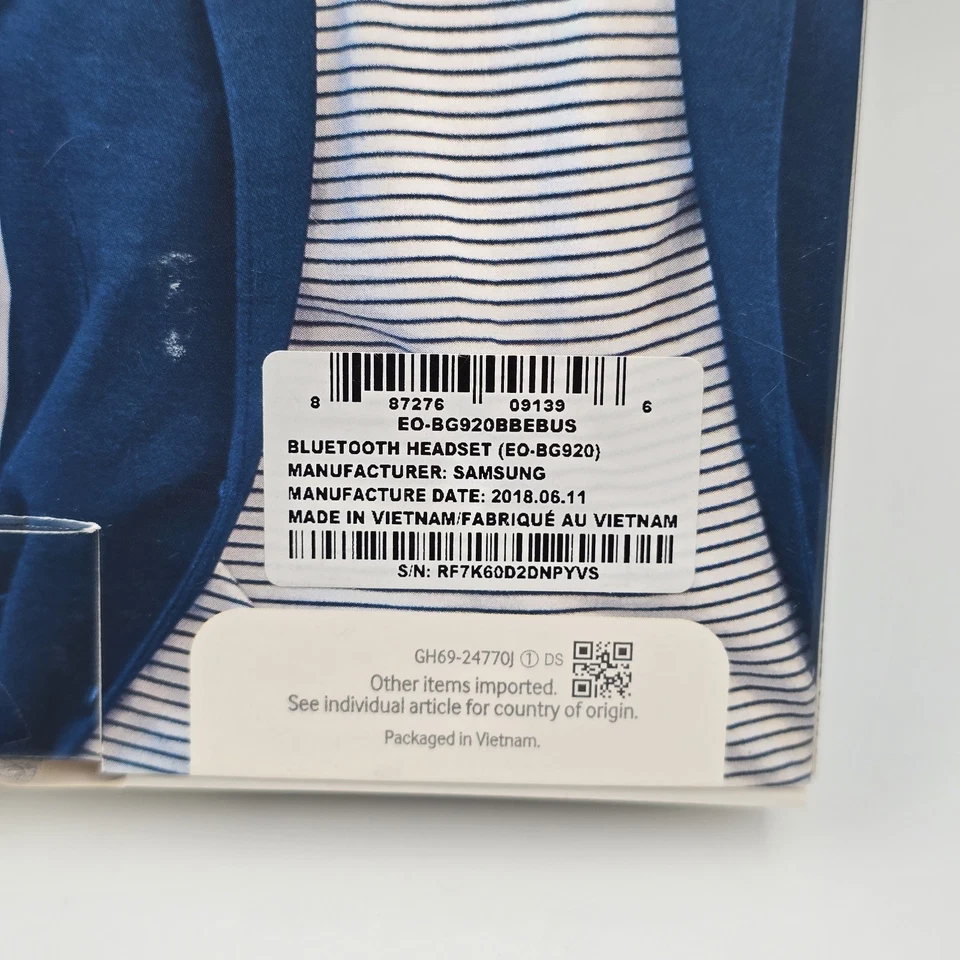 8 87276 09139 6
EO-BG920BBEBUS
BLUETOOTH HEADSET (EO-BG920)
MANUFACTURER: SAMSUNG
MANUFACTURE DATE: 2018.06.11
MADE IN VIETNAM/FABRIQUÉ AU VIETNAM
S/N: RF7K60D2DNPYVS
GH69-24770J ① DS
Other items imported.
See individual article for country of origin.
Packaged in Vietnam.